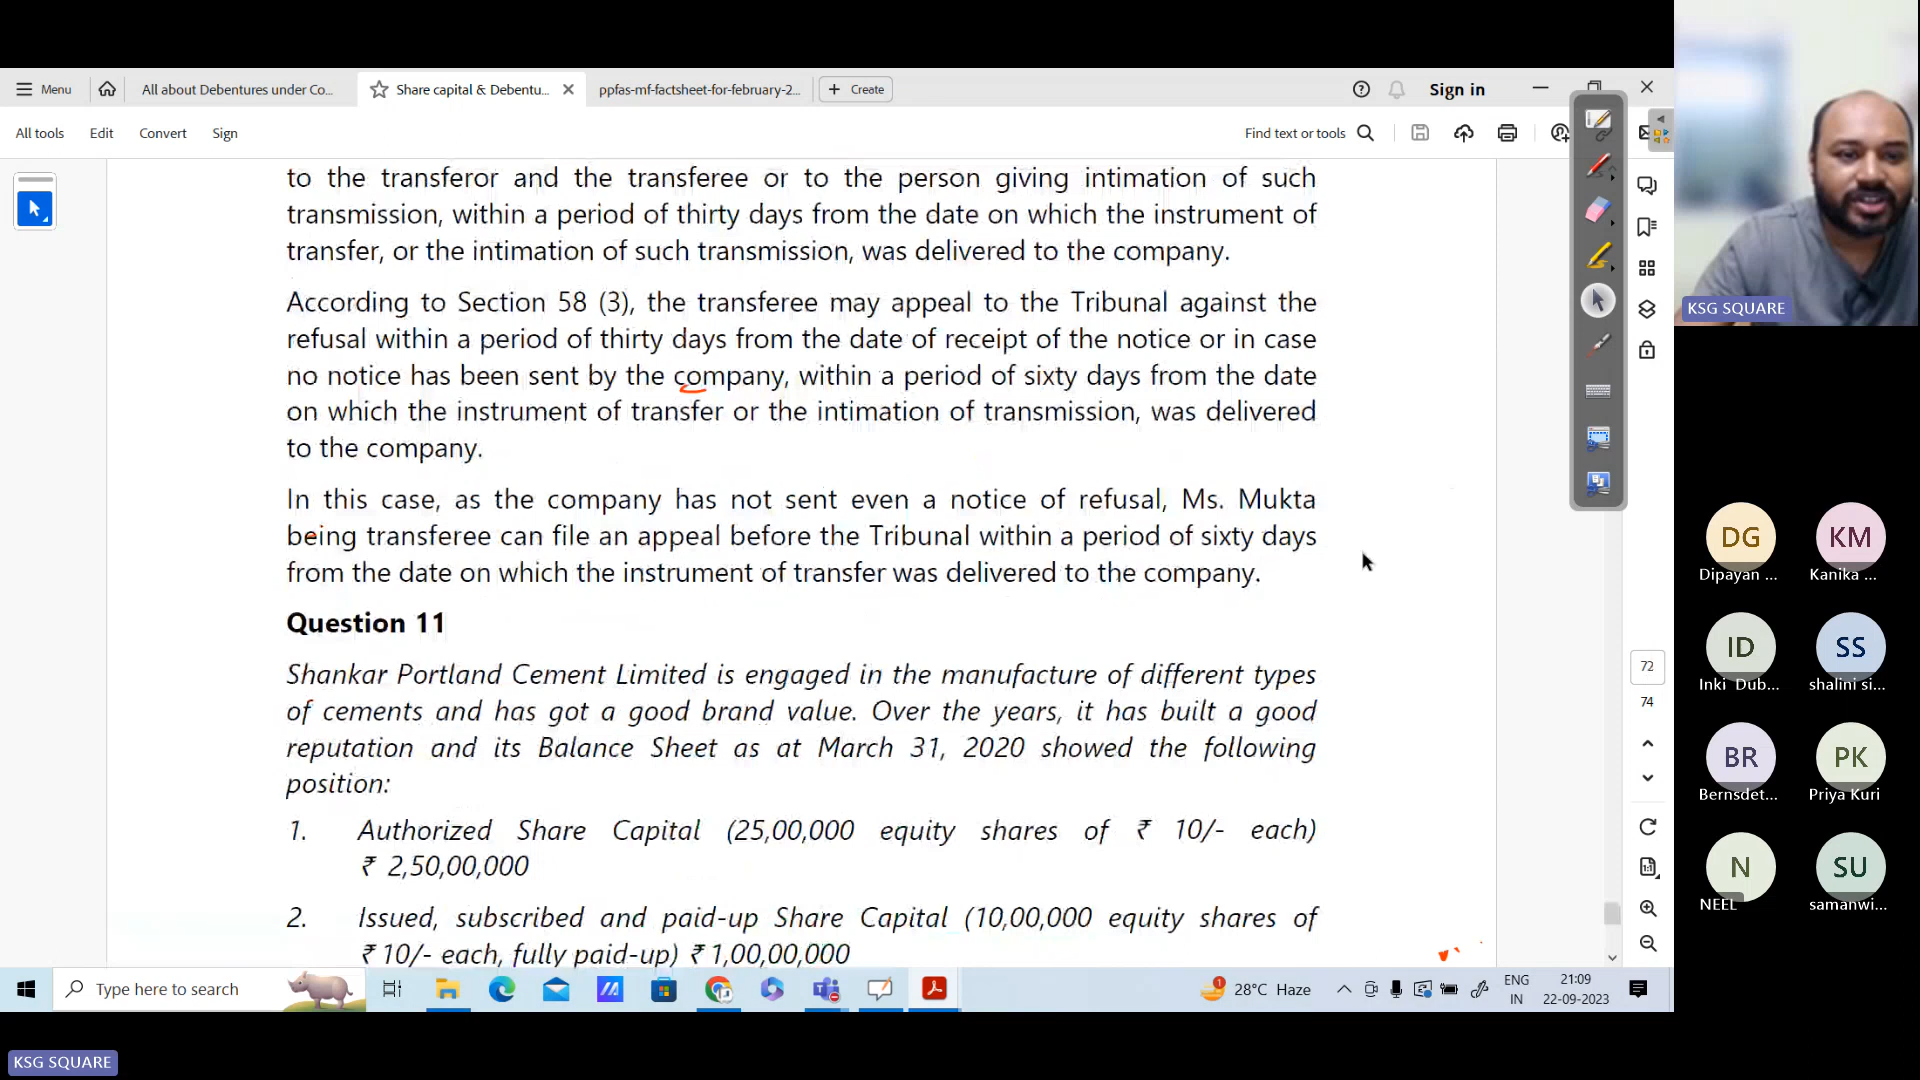 Menu
All about Debentures under Co...
Share capital & Debentu...
ppfas-mf-factsheet-for-february-2...
+ Create
Sign in
All tools
Edit
Convert
Sign
Find text or tools
to the transferor and the transferee or to the person giving intimation of such
transmission, within a period of thirty days from the date on which the instrument of
transfer, or the intimation of such transmission, was delivered to the company.
According to Section 58 (3), the transferee may appeal to the Tribunal against the
refusal within a period of thirty days from the date of receipt of the notice or in case
no notice has been sent by the company, within a period of sixty days from the date
on which the instrument of transfer or the intimation of transmission, was delivered
to the company.
In this case, as the company has not sent even a notice of refusal, Ms. Mukta
being transferee can file an appeal before the Tribunal within a period of sixty days
from the date on which the instrument of transfer was delivered to the company.
Question 11
Shankar Portland Cement Limited is engaged in the manufacture of different types
of cements and has got a good brand value. Over the years, it has built a good
reputation and its Balance Sheet as at March 31, 2020 showed the following
position:
1. Authorized Share Capital (25,00,000 equity shares of ₹ 10/- each)
₹ 2,50,00,000
2. Issued, subscribed and paid-up Share Capital (10,00,000 equity shares of
₹ 10/- each, fully paid-up) ₹ 1,00,00,000
72
74
KSG SQUARE
DG
Dipayan ...
KM
Kanika ...
ID
Inki Dub...
SS
shalini si...
BR
Bernsdet...
PK
Priya Kuri
N
NEEL
SU
samanwi...
Type here to search
1
28°C Haze
ENG
IN
21:09
22-09-2023
KSG SQUARE